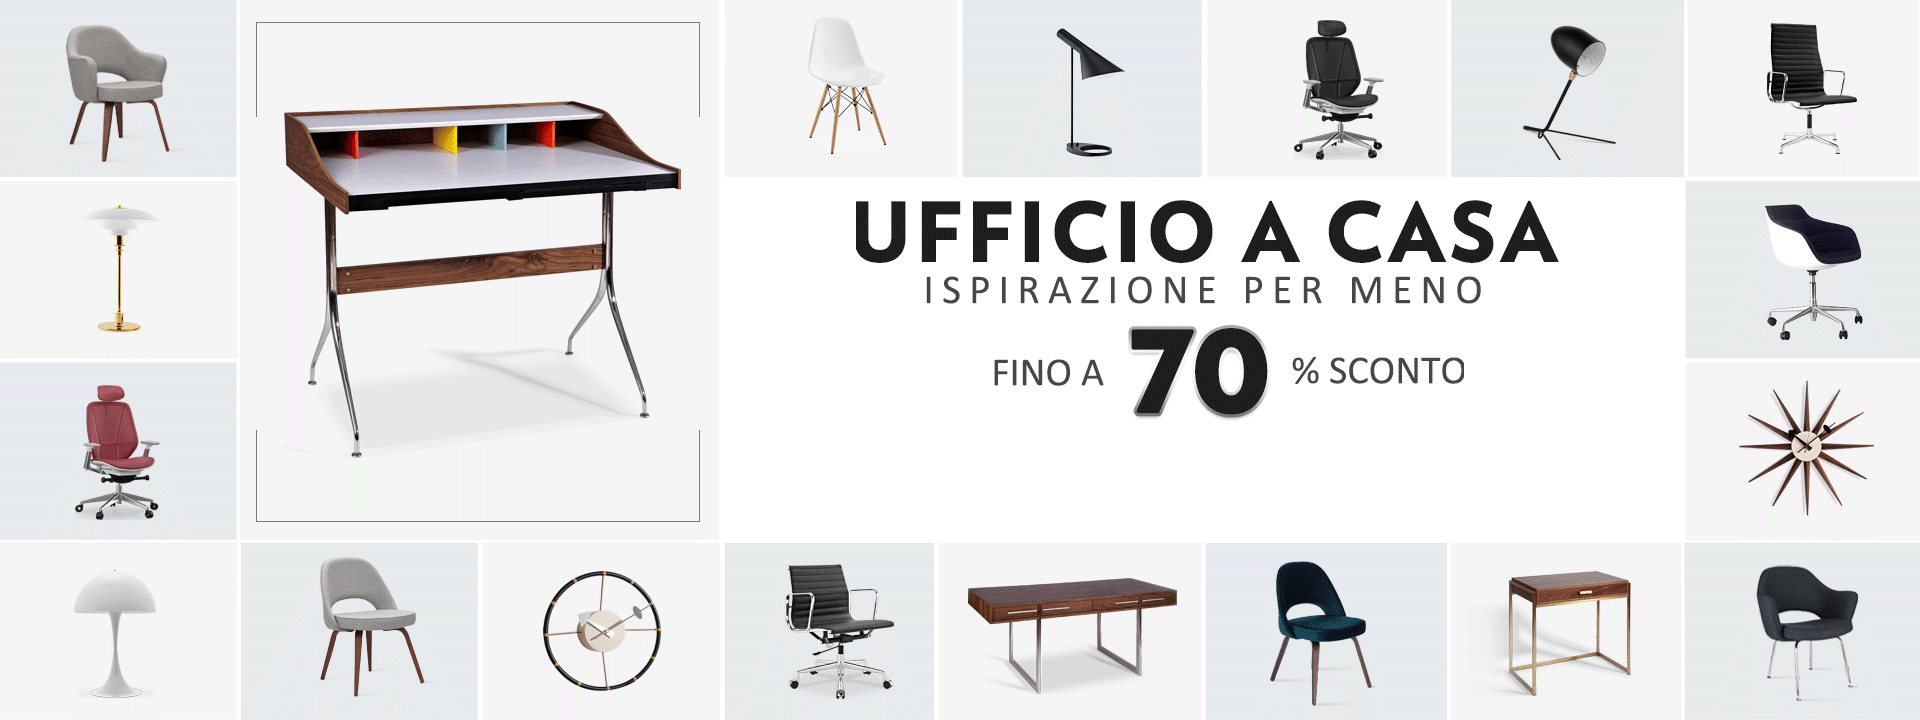 UFFICIO A CASA
ISPIRAZIONE PER MENO
FINO A 70 % SCONTO